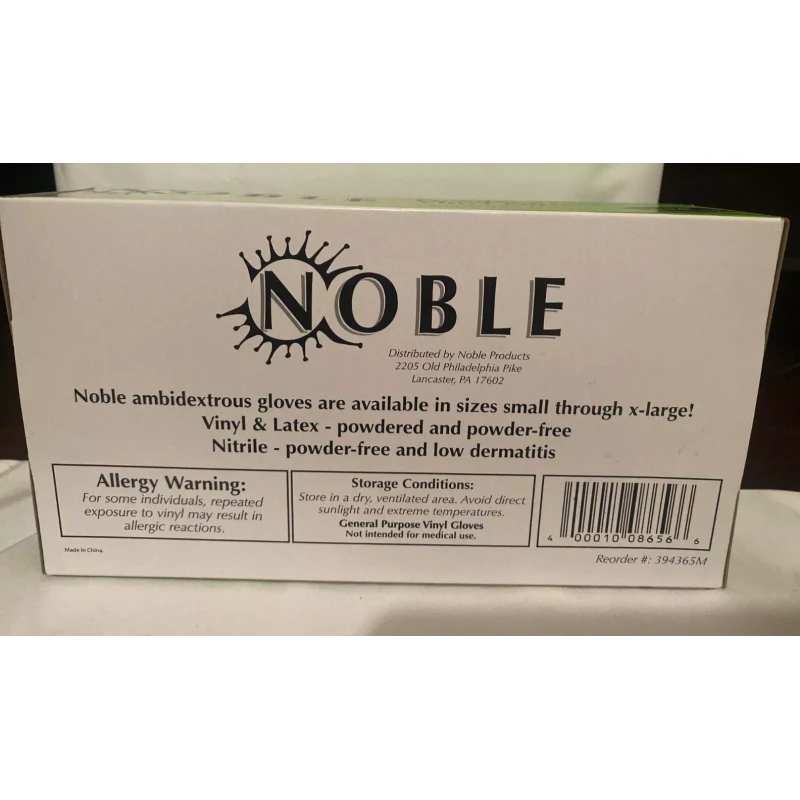 NOBLE
Distributed by Noble Products
2205 Old Philadelphia Pike
Lancaster, PA 17602
Noble ambidextrous gloves are available in sizes small through x-large!
Vinyl & Latex - powdered and powder-free
Nitrile - powder-free and low dermatitis
Allergy Warning:
For some individuals, repeated
exposure to vinyl may result in
allergic reactions.
Storage Conditions:
Store in a dry, ventilated area. Avoid direct
sunlight and extreme temperatures.
General Purpose Vinyl Gloves
Not intended for medical use.
4 00010 08656 6
Made In China.
Reorder #: 394365M